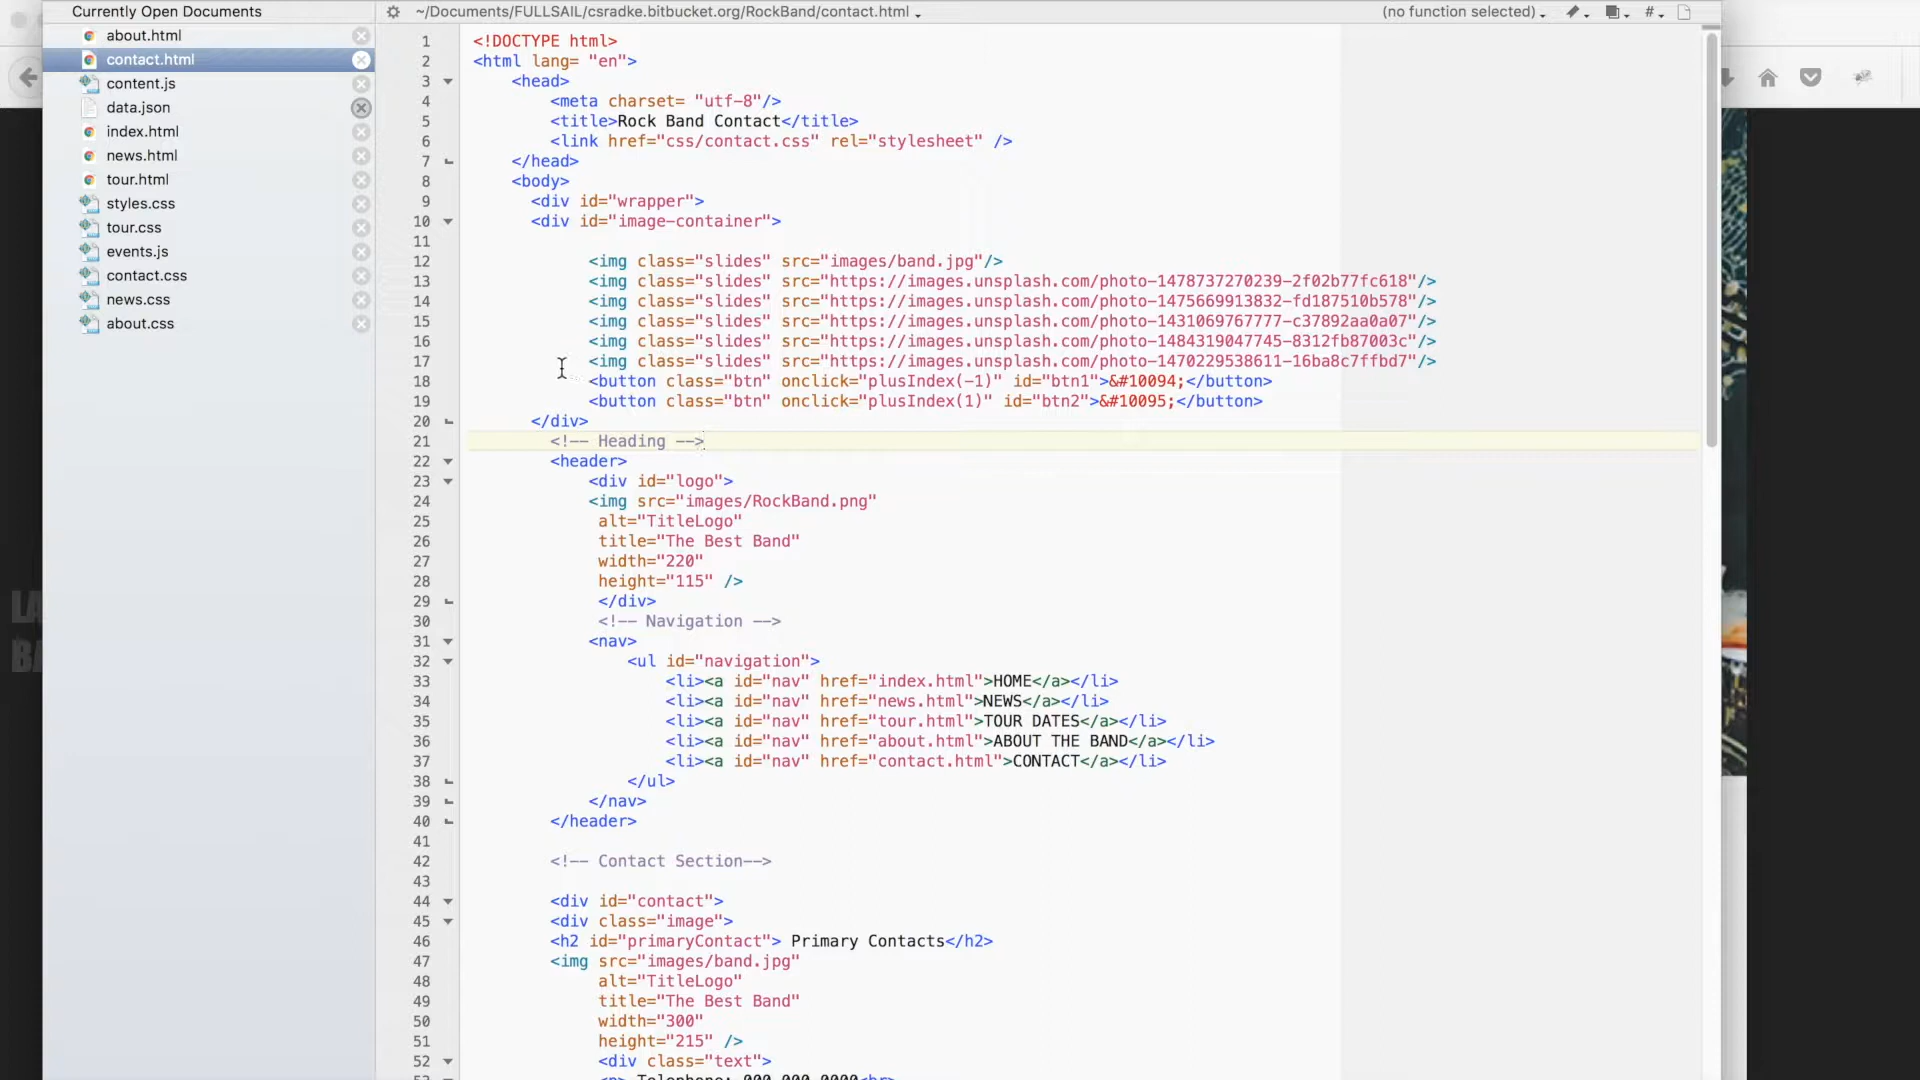 Currently Open Documents
~/Documents/FULLSAIL/csradke.bitbucket.org/RockBand/contact.html
(no function selected)
#
about.html
contact.html
content.js
data.json
index.html
news.html
tour.html
styles.css
tour.css
events.js
contact.css
news.css
about.css
LA
BA
1 <!DOCTYPE html>
2 <html lang= "en">
3 <head>
4 <meta charset= "utf-8"/>
5 <title>Rock Band Contact</title>
6 <link href="css/contact.css" rel="stylesheet" />
7 </head>
8 <body>
9 <div id="wrapper">
10 <div id="image-container">
11
12 <img class="slides" src="images/band.jpg"/>
13 <img class="slides" src="https://images.unsplash.com/photo-1478737270239-2f02b77fc618"/>
14 <img class="slides" src="https://images.unsplash.com/photo-1475669913832-fd187510b578"/>
15 <img class="slides" src="https://images.unsplash.com/photo-1431069767777-c37892aa0a07"/>
16 <img class="slides" src="https://images.unsplash.com/photo-1484319047745-8312fb87003c"/>
17 <img class="slides" src="https://images.unsplash.com/photo-1470229538611-16ba8c7ffbd7"/>
18 <button class="btn" onclick="plusIndex(-1)" id="btn1">&#10094;</button>
19 <button class="btn" onclick="plusIndex(1)" id="btn2">&#10095;</button>
20 </div>
21 <!-- Heading -->
22 <header>
23 <div id="logo">
24 <img src="images/RockBand.png"
25 alt="TitleLogo"
26 title="The Best Band"
27 width="220"
28 height="115" />
29 </div>
30 <!-- Navigation -->
31 <nav>
32 <ul id="navigation">
33 <li><a id="nav" href="index.html">HOME</a></li>
34 <li><a id="nav" href="news.html">NEWS</a></li>
35 <li><a id="nav" href="tour.html">TOUR DATES</a></li>
36 <li><a id="nav" href="about.html">ABOUT THE BAND</a></li>
37 <li><a id="nav" href="contact.html">CONTACT</a></li>
38 </ul>
39 </nav>
40 </header>
41
42 <!-- Contact Section-->
43
44 <div id="contact">
45 <div class="image">
46 <h2 id="primaryContact"> Primary Contacts</h2>
47 <img src="images/band.jpg"
48 alt="TitleLogo"
49 title="The Best Band"
50 width="300"
51 height="215" />
52 <div class="text">
53 <p> Telephone: 000-000-0000<br>